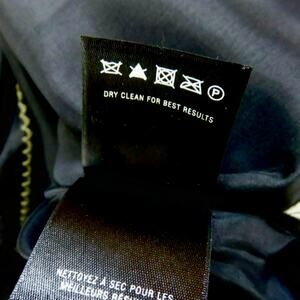 P
DRY CLEAN FOR BEST RESULTS
NETTOYEZ À SEC POUR LES
MEILLEURS